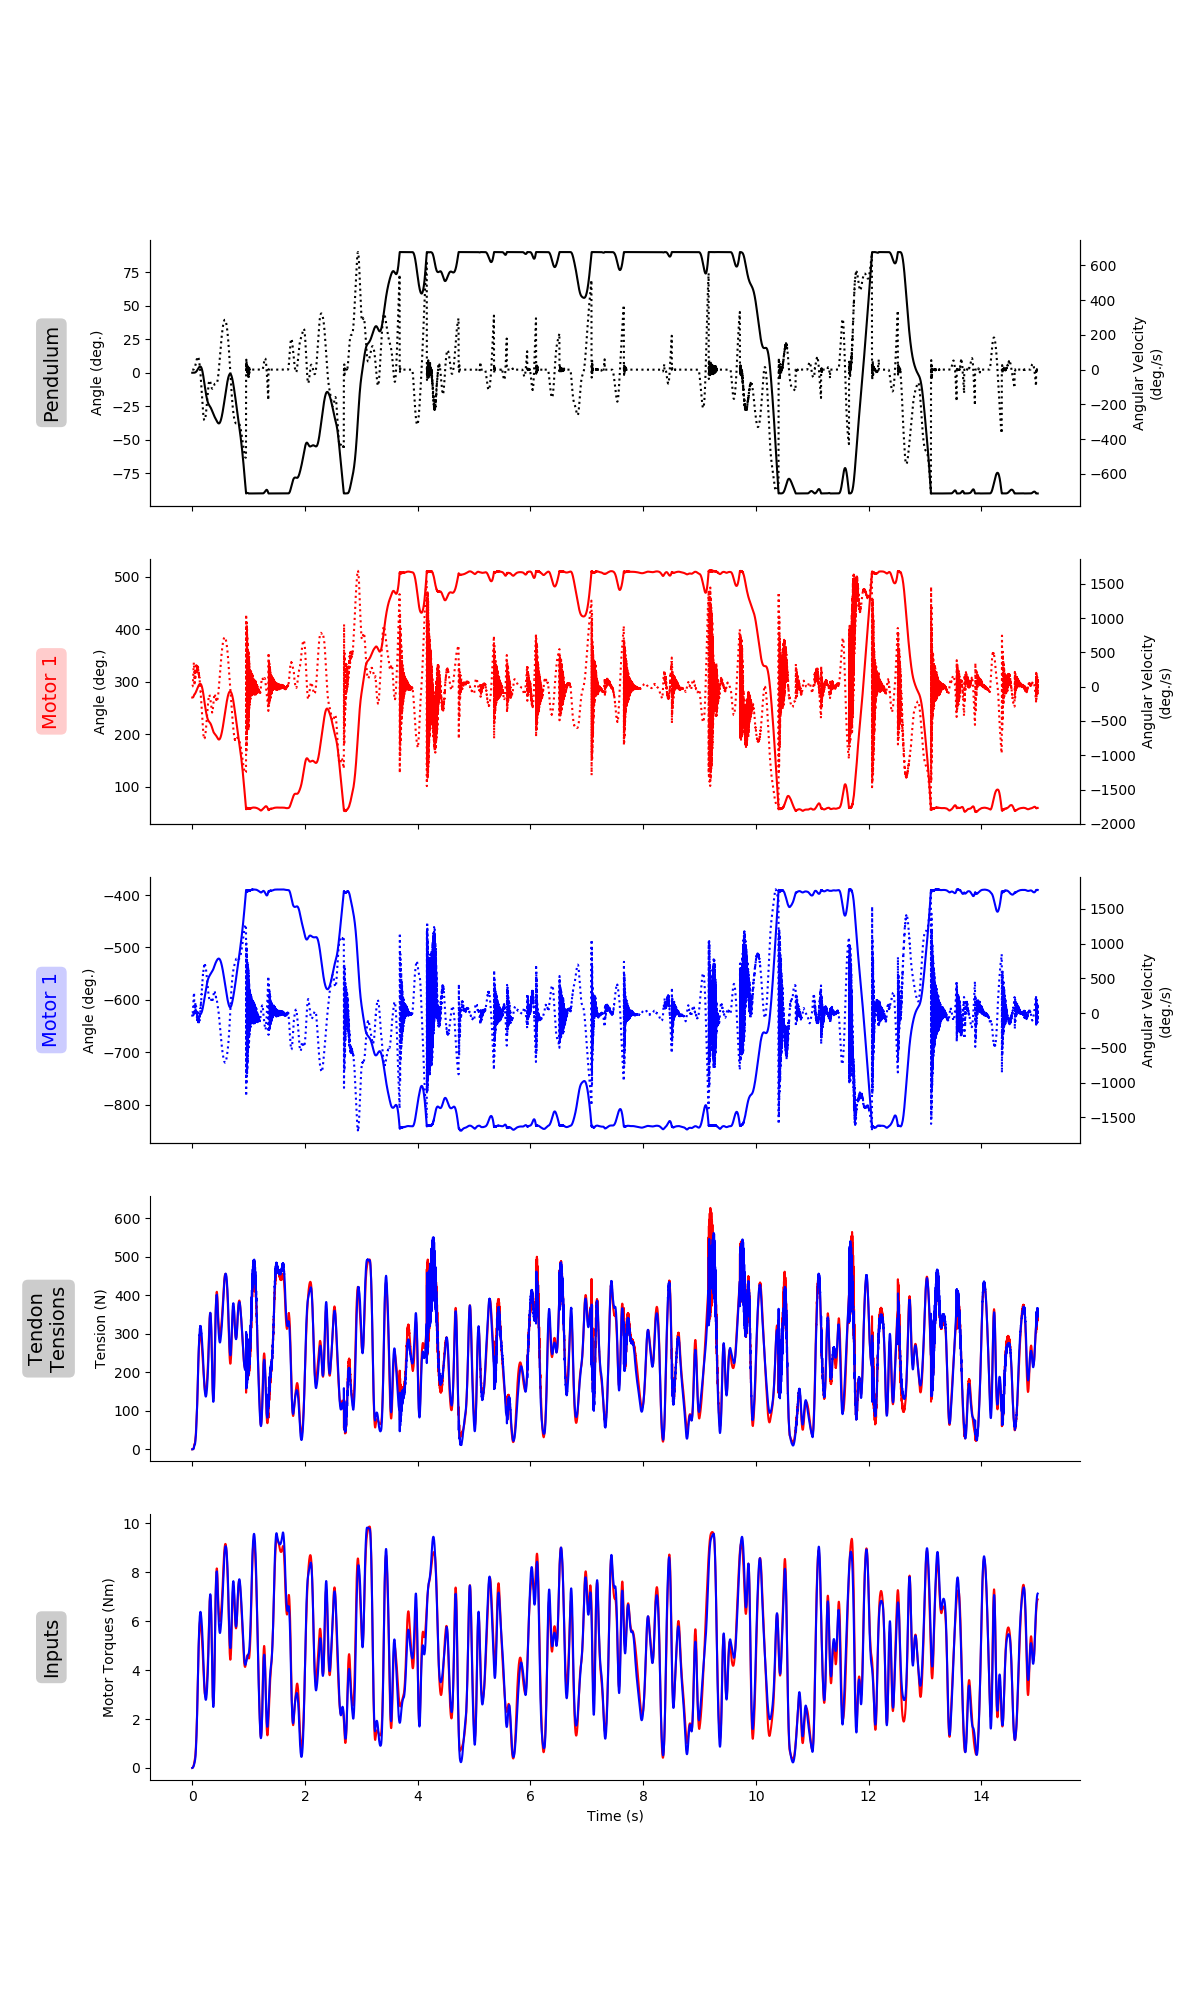 Pendulum
Angle (deg.)
75
50
25
0
−25
−50
−75
600
400
200
0
−200
−400
−600
Angular Velocity
(deg./s)
Motor 1
Angle (deg.)
500
400
300
200
100
1500
1000
500
0
−500
−1000
−1500
−2000
Angular Velocity
(deg./s)
Motor 1
Angle (deg.)
−400
−500
−600
−700
−800
1500
1000
500
0
−500
−1000
−1500
Angular Velocity
(deg./s)
Tendon
Tensions
Tension (N)
600
500
400
300
200
100
0
Inputs
Motor Torques (Nm)
10
8
6
4
2
0
0 2 4 6 8 10 12 14
Time (s)